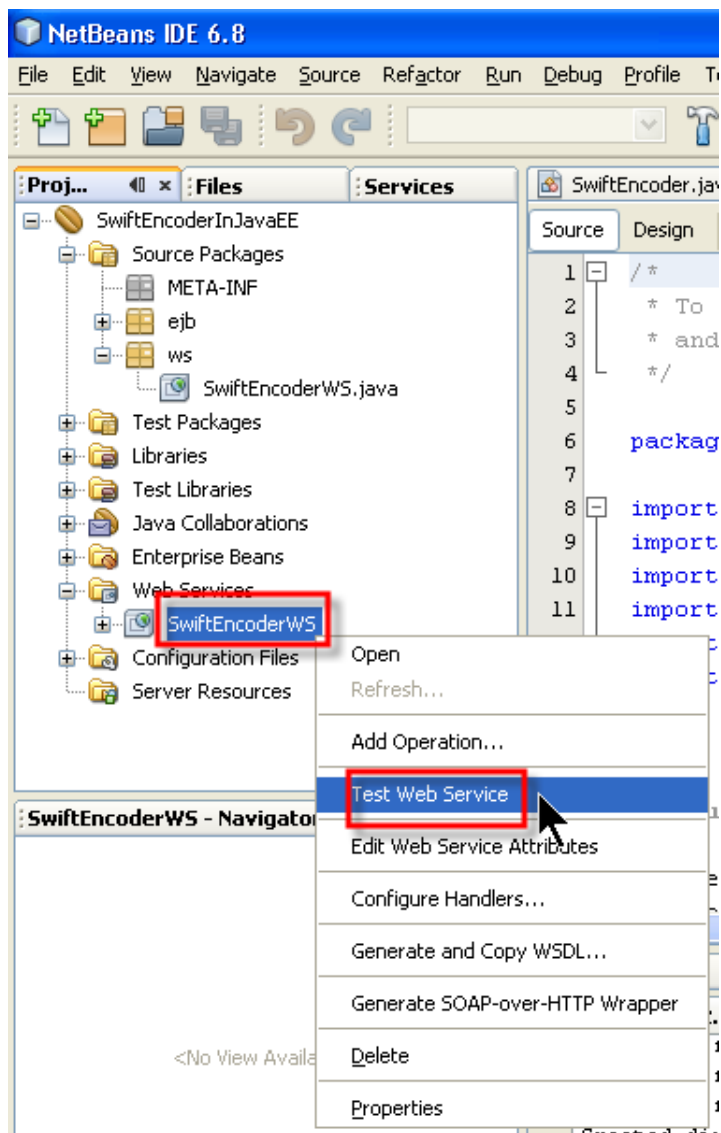 NetBeans IDE 6.8
File Edit View Navigate Source Refactor Run Debug Profile
Proj... Files Services
SwiftEncoder.jav
SwiftEncoderInJavaEE
Source Packages
META-INF
ejb
ws
SwiftEncoderWS.java
Test Packages
Libraries
Test Libraries
Java Collaborations
Enterprise Beans
Web Services
SwiftEncoderWS
Configuration Files
Server Resources
Source Design
1 /*
2 * To
3 * and
4 */
5
6 packag
7
8 import
9 import
10 import
11 import
Open
Refresh...
Add Operation...
Test Web Service
Edit Web Service Attributes
Configure Handlers...
Generate and Copy WSDL...
Generate SOAP-over-HTTP Wrapper
Delete
Properties
SwiftEncoderWS - Navigator
<No View Availa